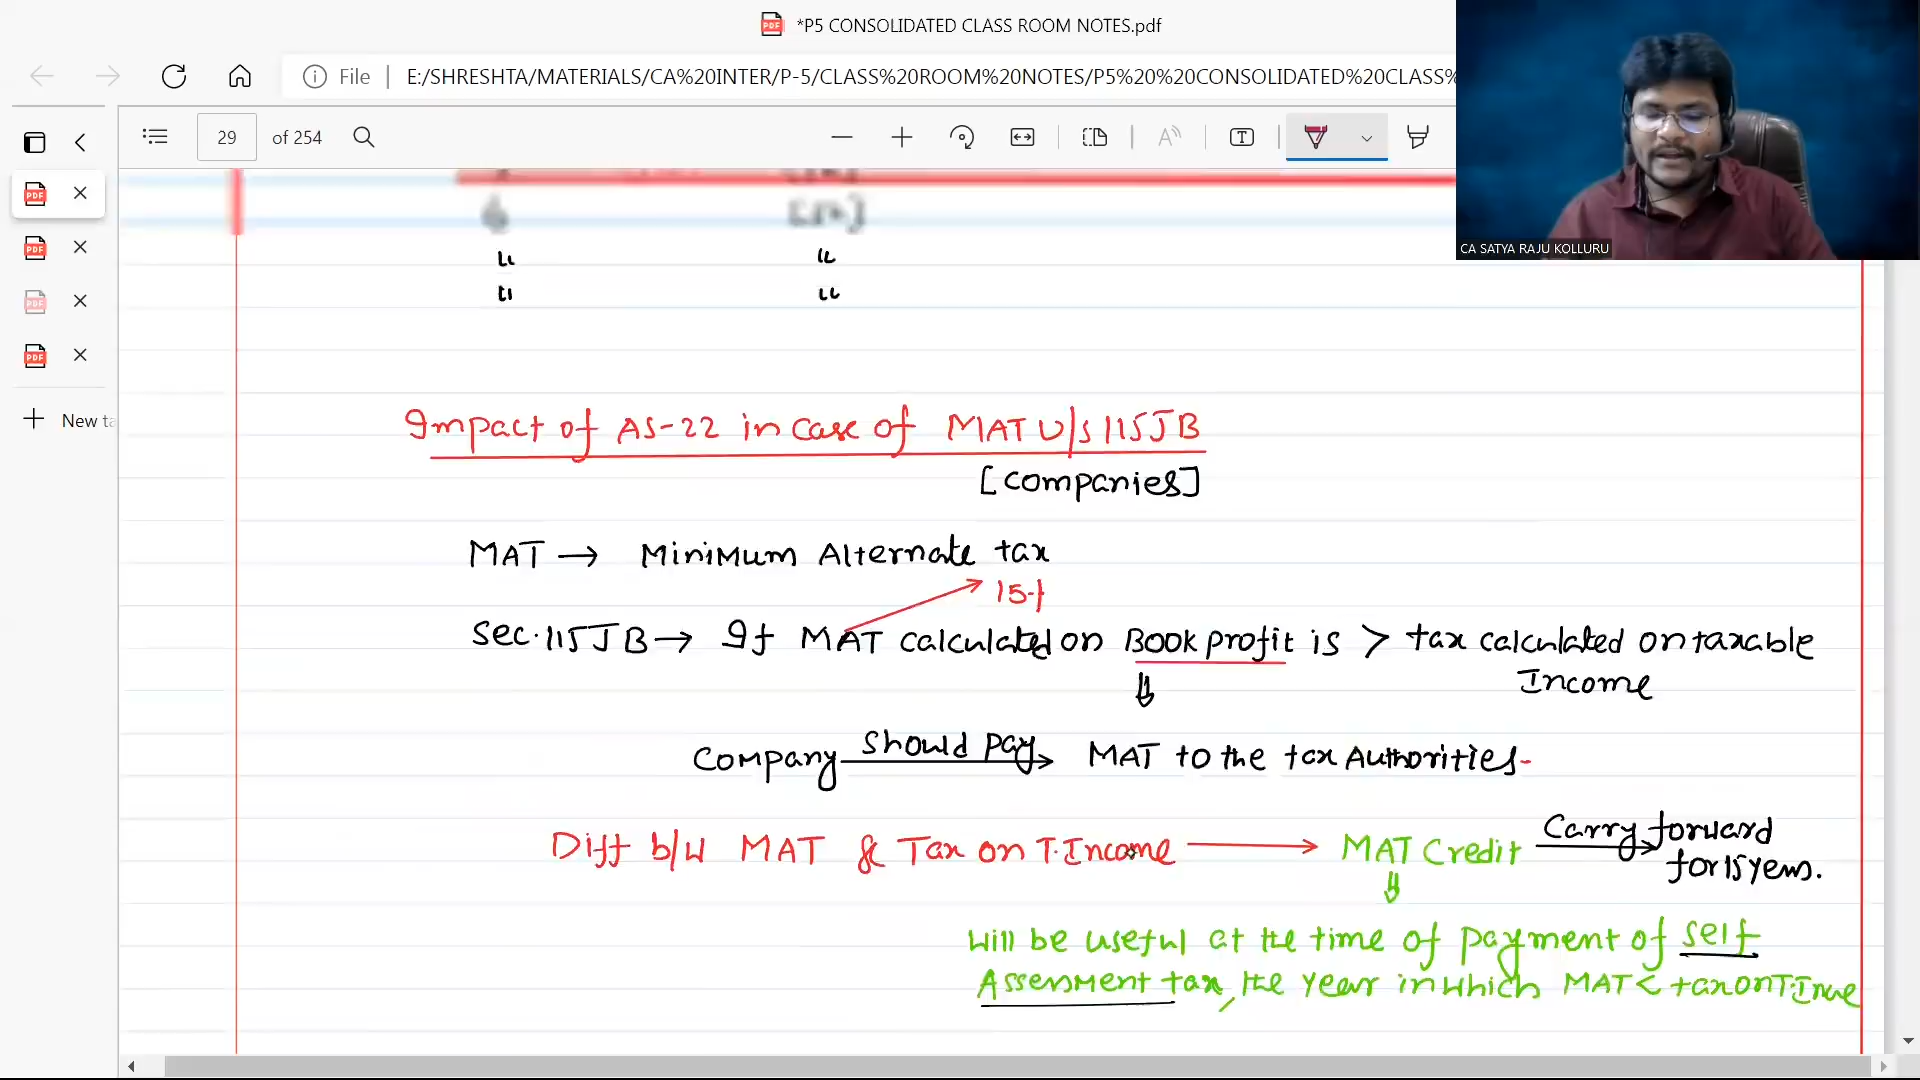 *P5 CONSOLIDATED CLASS ROOM NOTES.pdf
File E:/SHRESHTA/MATERIALS/CA%20INTER/P-5/CLASS%20ROOM%20NOTES/P5%20%20CONSOLIDATED%20CLASS%
29 of 254
CA SATYA RAJU KOLLURU
New ta
Impact of AS-22 in case of MAT U/s 115JB
[companies]
MAT → Minimum Alternate tax
15%
Sec. 115JB → If MAT calculated on Book profit is > tax calculated on taxable
Income
Company should pay → MAT to the tax Authorities
Diff b/w MAT & Tax on T.Income → MAT Credit Carry forward
for 15 years.
will be useful at the time of payment of self
Assessment tax, the year in which MAT < tax on T.Income